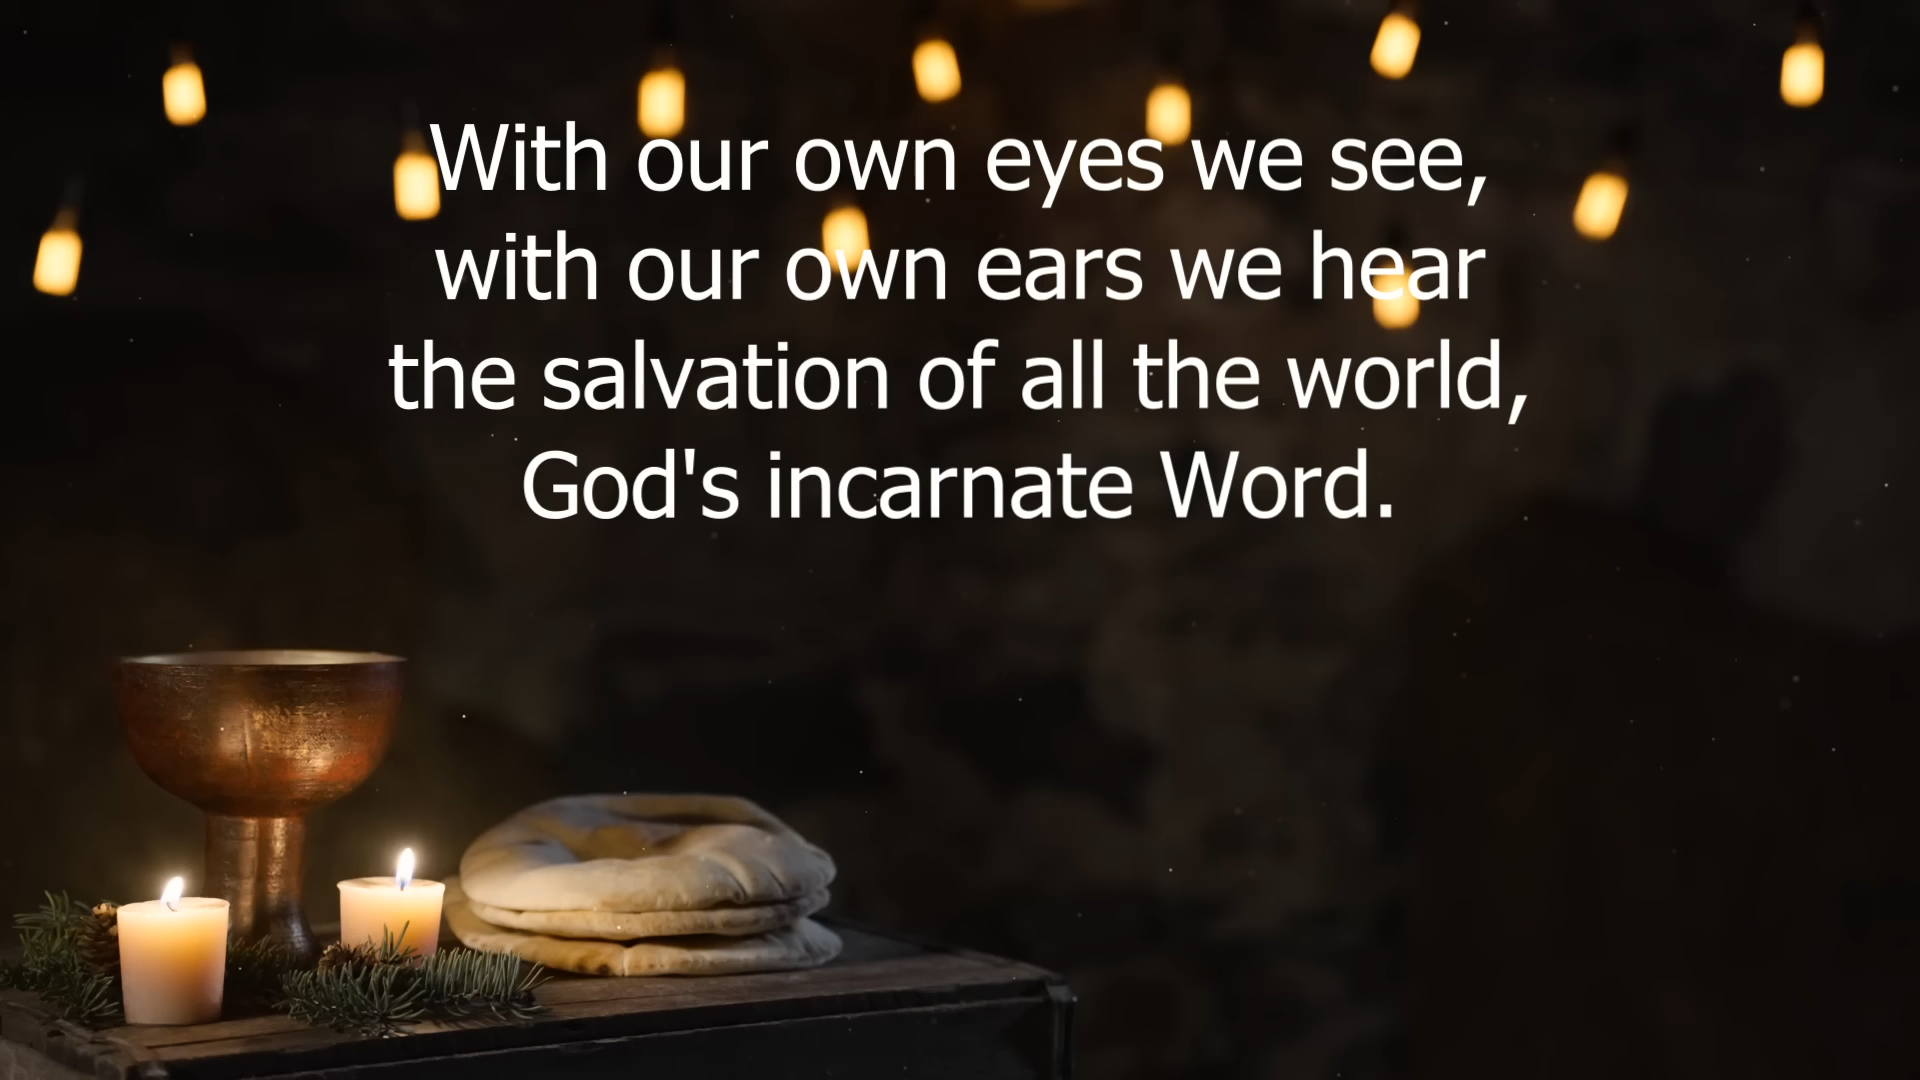 With our own eyes we see,
with our own ears we hear
the salvation of all the world,
God's incarnate Word.